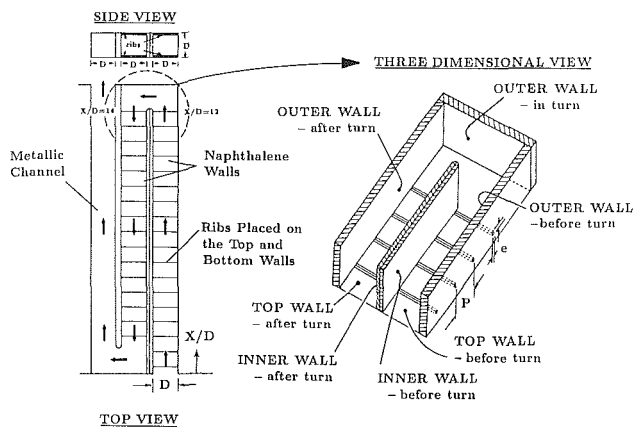 SIDE VIEW
ribs
D
D
D
D
THREE DIMENSIONAL VIEW
OUTER WALL
– in turn
OUTER WALL
– after turn
X/D=14
X/D=12
Metallic
Channel
Naphthalene
Walls
OUTER WALL
–before turn
Ribs Placed on
the Top and
Bottom Walls
e
P
TOP WALL
– after turn
X/D
TOP WALL
–before turn
INNER WALL
– after turn
INNER WALL
– before turn
D
TOP VIEW